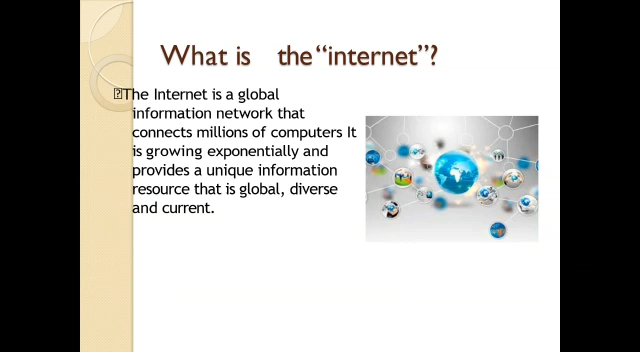 What is the “internet”?
⍰The Internet is a global
information network that
connects millions of computers It
is growing exponentially and
provides a unique information
resource that is global, diverse
and current.